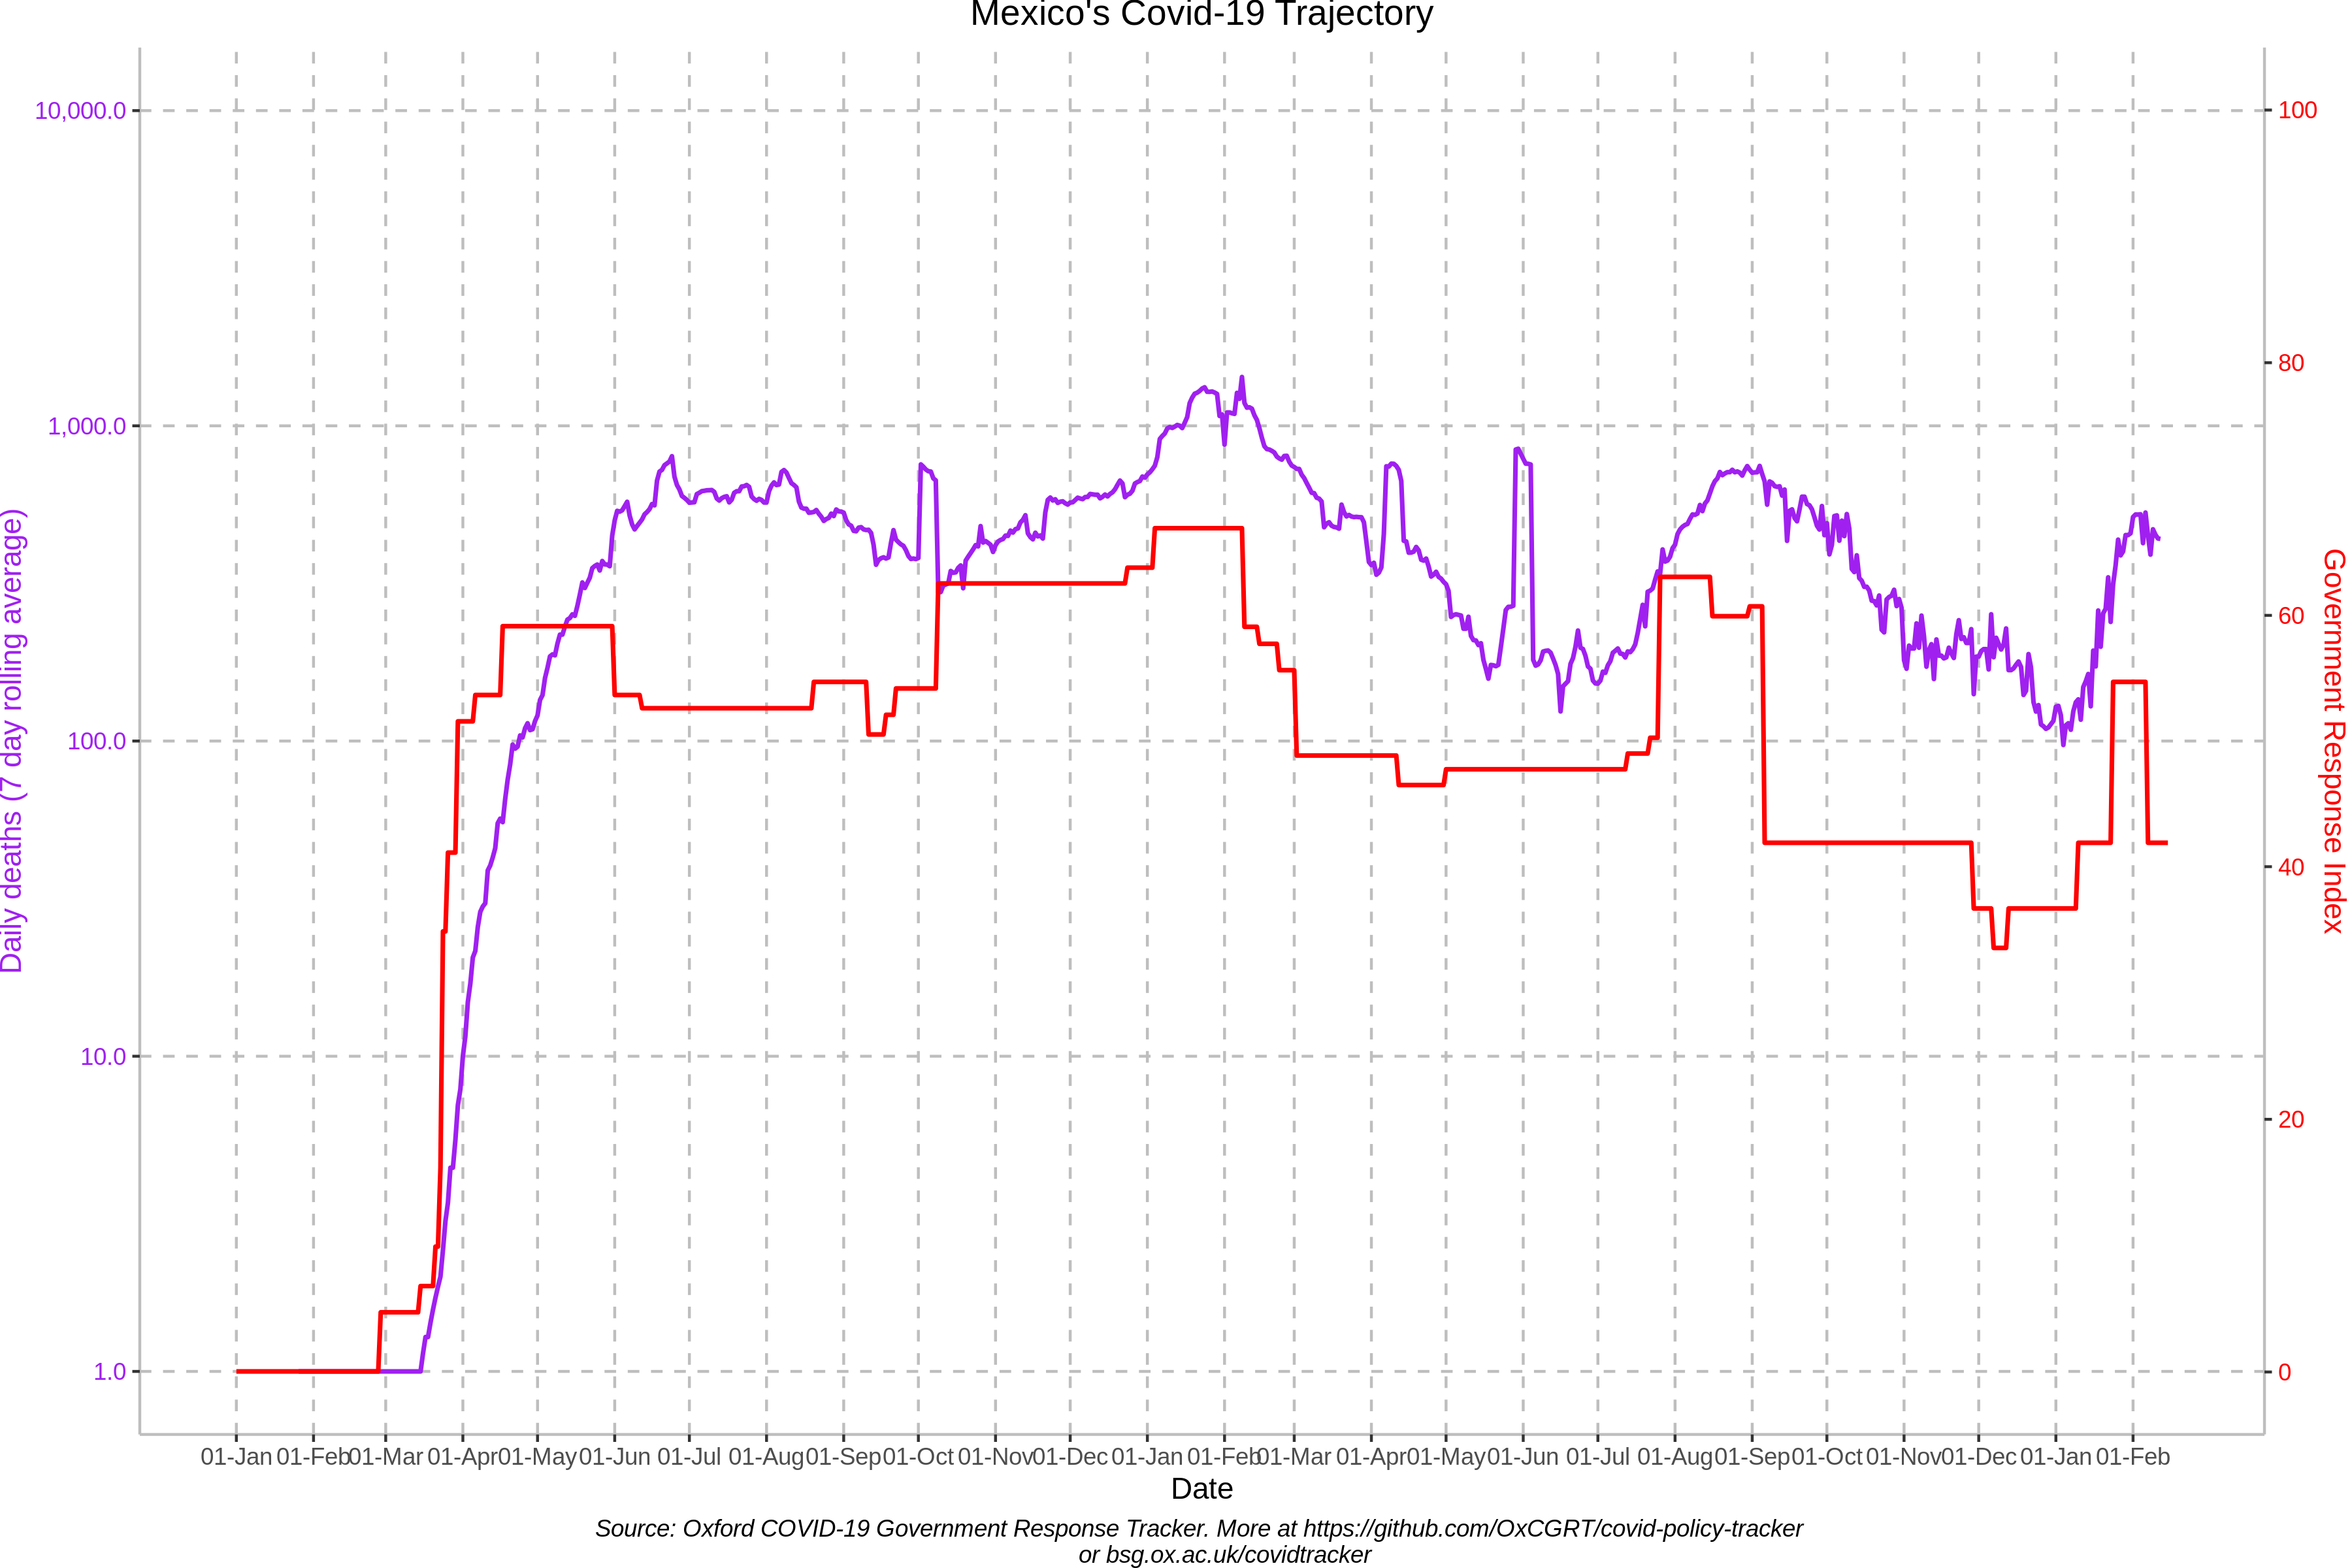 Mexico's Covid-19 Trajectory
10,000.0
1,000.0
100.0
10.0
1.0
Daily deaths (7 day rolling average)
100
80
60
40
20
0
Government Response Index
01-Jan 01-Feb 01-Mar 01-Apr 01-May 01-Jun 01-Jul 01-Aug 01-Sep 01-Oct 01-Nov 01-Dec 01-Jan 01-Feb 01-Mar 01-Apr 01-May 01-Jun 01-Jul 01-Aug 01-Sep 01-Oct 01-Nov 01-Dec 01-Jan 01-Feb
Date
Source: Oxford COVID-19 Government Response Tracker. More at https://github.com/OxCGRT/covid-policy-tracker
or bsg.ox.ac.uk/covidtracker